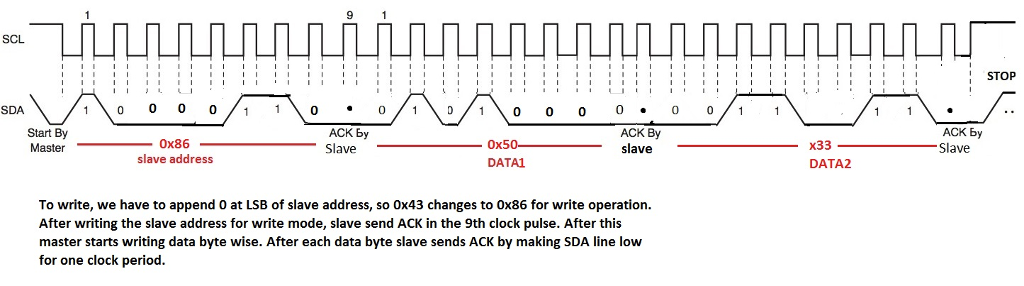 1 9 1
SCL
STOP
SDA 1 0 0 0 0 1 1 0 • 0 1 0 1 0 0 0 0 • 0 0 1 1 0 0 1 1 • ..
Start By ACK By ACK By ACK By
Master 0x86 Slave 0x50 slave x33 Slave
slave address DATA1 DATA2
To write, we have to append 0 at LSB of slave address, so 0x43 changes to 0x86 for write operation.
After writing the slave address for write mode, slave send ACK in the 9th clock pulse. After this
master starts writing data byte wise. After each data byte slave sends ACK by making SDA line low
for one clock period.